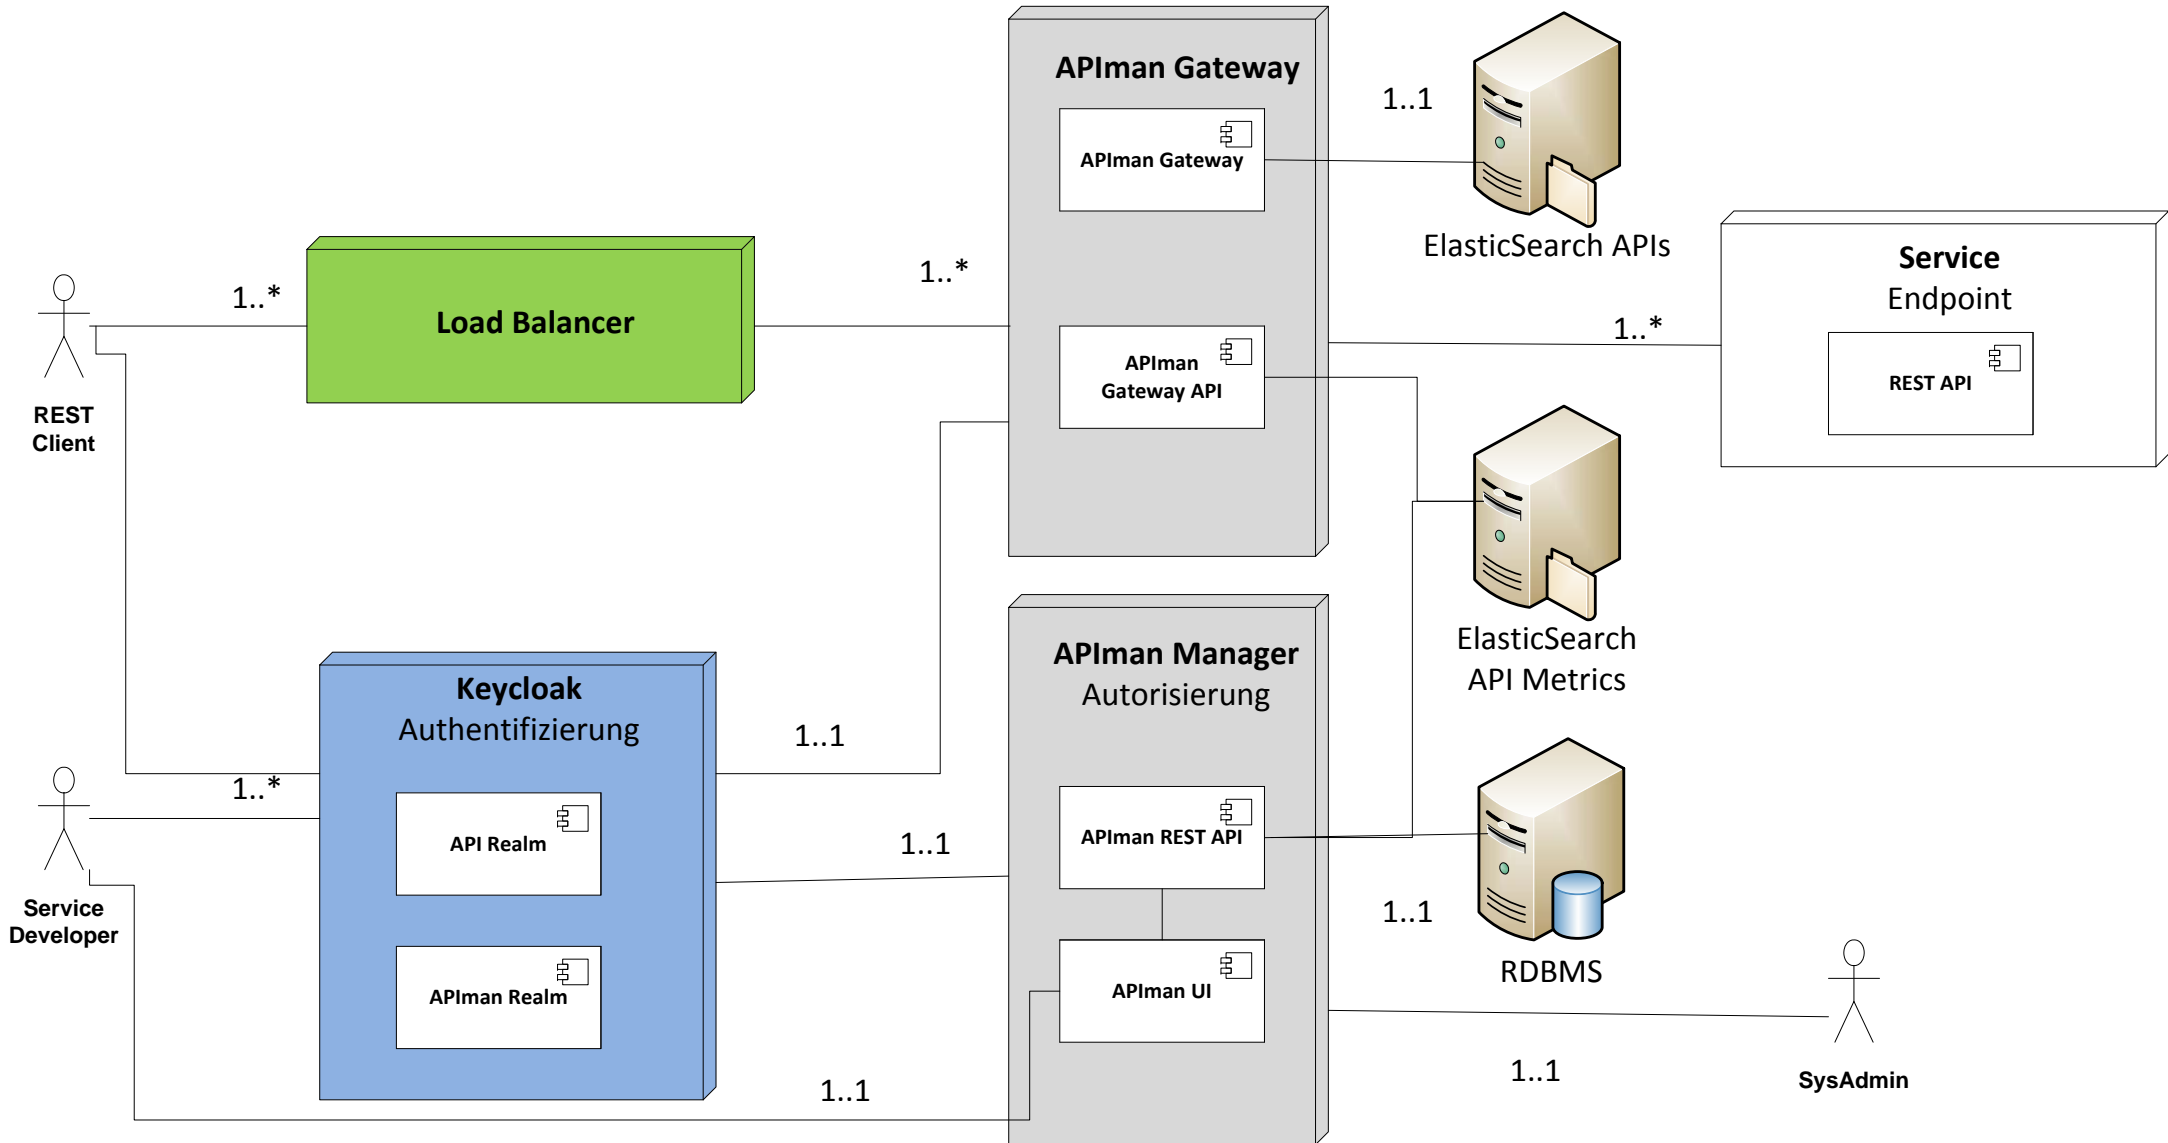 APIman Gateway
1..1
APIman Gateway
ElasticSearch APIs
Service
Endpoint
1..*
1..*
Load Balancer
1..*
REST API
APIman
Gateway API
REST
Client
ElasticSearch
API Metrics
APIman Manager
Autorisierung
Keycloak
Authentifizierung
1..1
1..*
API Realm
1..1
APIman REST API
1..1
Service
Developer
RDBMS
APIman Realm
APIman UI
1..1
1..1
SysAdmin